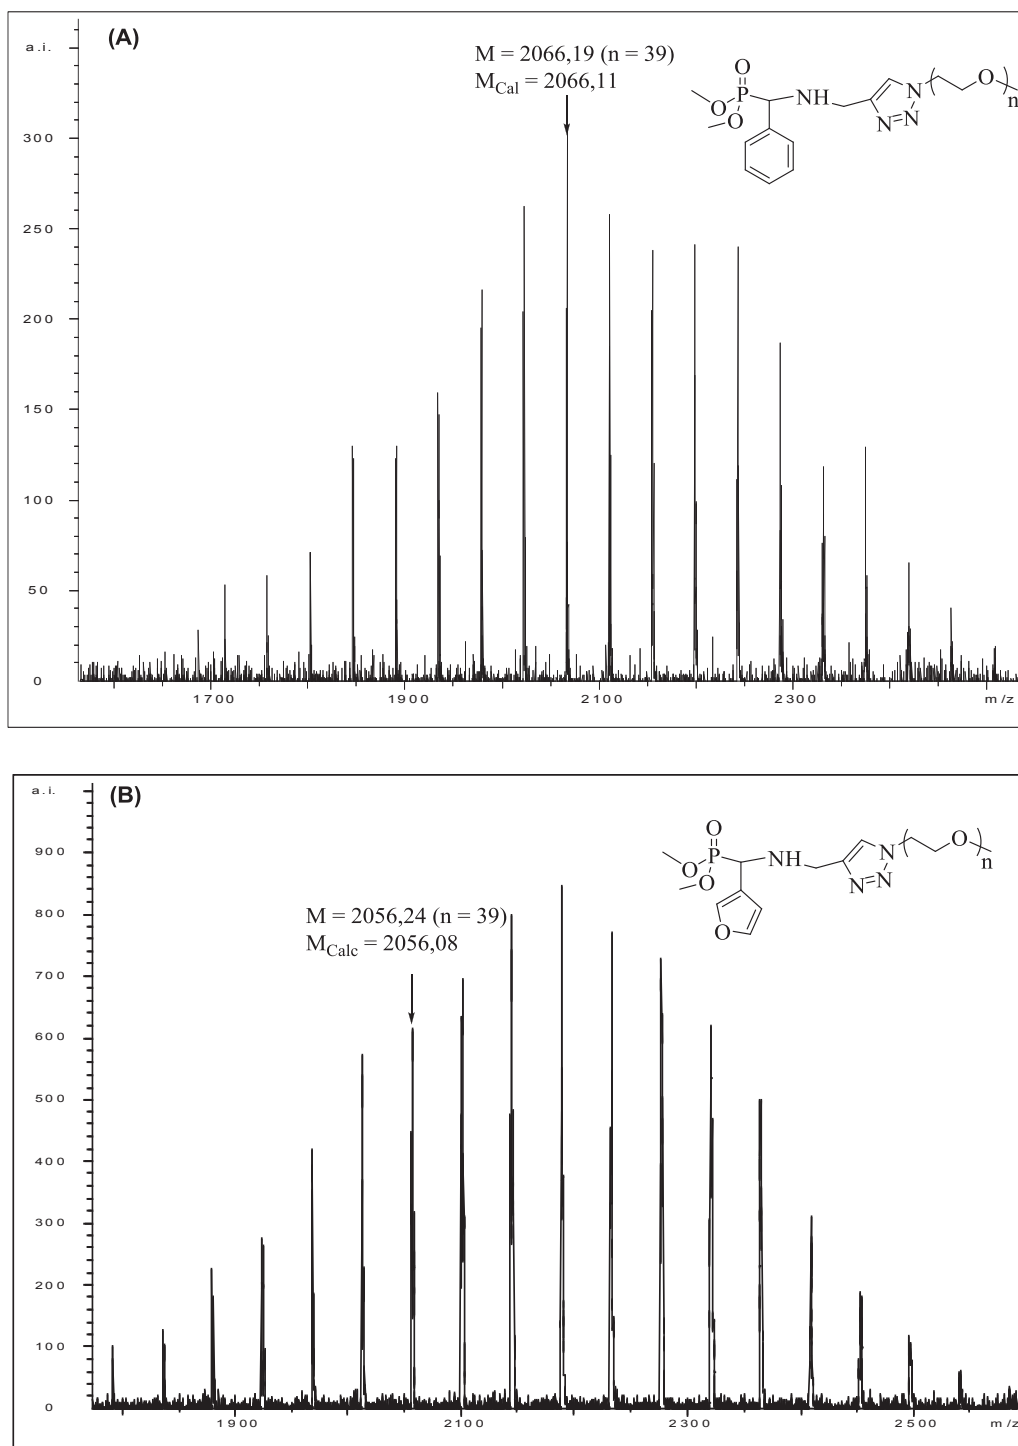 (A)
a.i.
M = 2066,19 (n = 39)
M_Cal = 2066,11
O
P
O
O
NH
N
N=N
O
n
300
250
200
150
100
50
0
1700
1900
2100
2300
m/z
(B)
a.i.
M = 2056,24 (n = 39)
M_Calc = 2056,08
O
P
O
O
NH
N
N=N
O
n
O
900
800
700
600
500
400
300
200
100
0
1900
2100
2300
2500
m/z